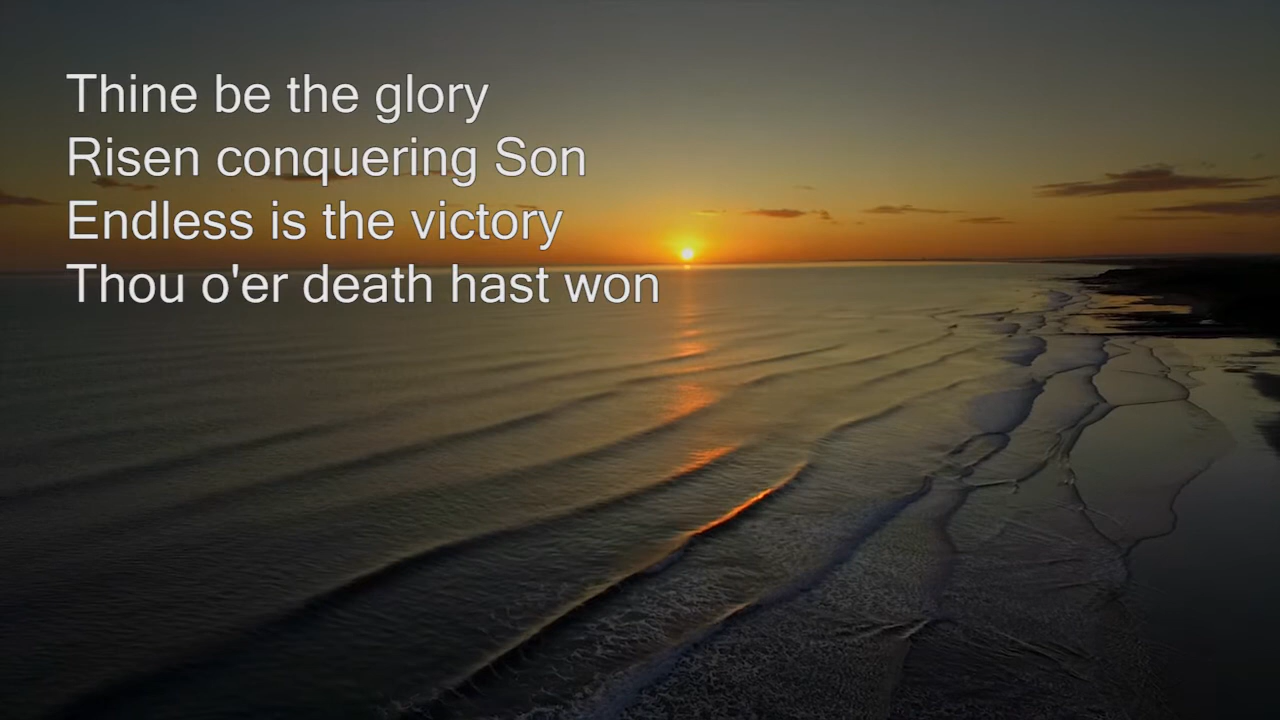 Thine be the glory
Risen conquering Son
Endless is the victory
Thou o'er death hast won